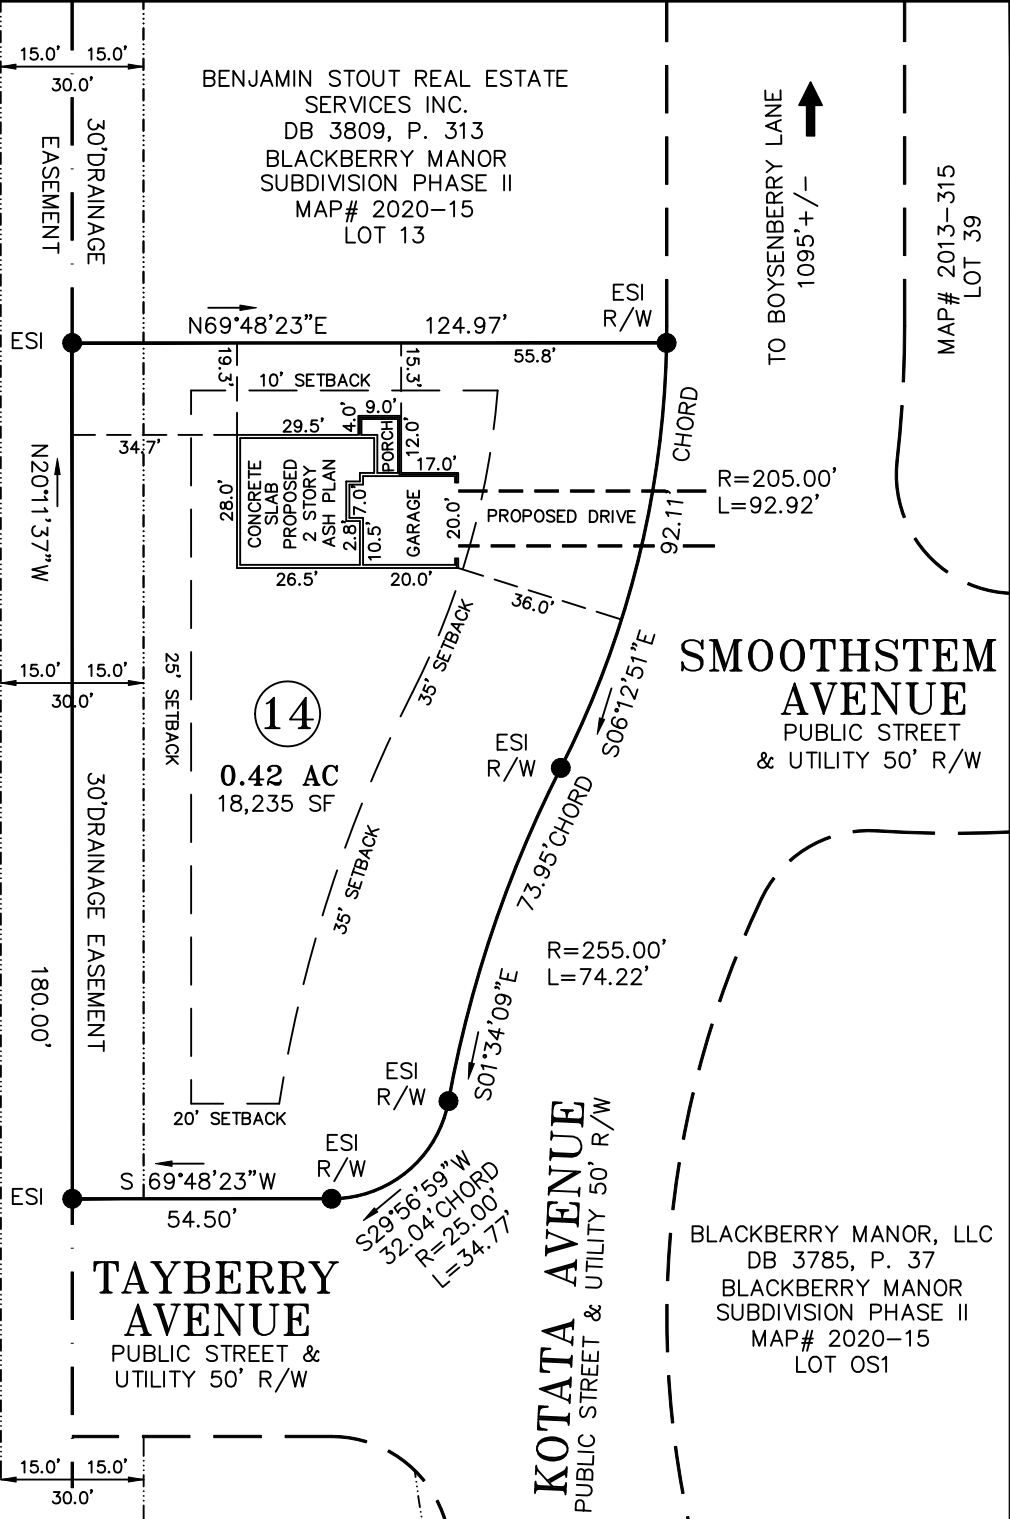 15.0' 15.0'
30.0'
30'DRAINAGE
EASEMENT
BENJAMIN STOUT REAL ESTATE
SERVICES INC.
DB 3809, P. 313
BLACKBERRY MANOR
SUBDIVISION PHASE II
MAP# 2020-15
LOT 13
TO BOYSENBERRY LANE
1095'+/-
MAP# 2013-315
LOT 39
ESI
R/W
ESI
N69°48'23"E 124.97'
55.8'
19.3'
15.3'
10' SETBACK
CHORD
92.11'
R=205.00'
L=92.92'
34.7'
29.5'
4.0'
9.0'
12.0'
PORCH
17.0'
28.0'
CONCRETE
SLAB
PROPOSED
2 STORY
ASH PLAN
7.0'
2.8'
10.5'
GARAGE
20.0'
PROPOSED DRIVE
26.5'
20.0'
36.0'
N20°11'37"W
180.00'
15.0' 15.0'
30.0'
25' SETBACK
35' SETBACK
S06°12'51"E
SMOOTHSTEM
AVENUE
PUBLIC STREET
& UTILITY 50' R/W
14
0.42 AC
18,235 SF
ESI
R/W
73.95'CHORD
30'DRAINAGE EASEMENT
35' SETBACK
R=255.00'
L=74.22'
S01°34'09"E
ESI
R/W
20' SETBACK
ESI
R/W
ESI
S 69°48'23"W
54.50'
S29°56'59"W
32.04'CHORD
R=25.00'
L=34.77'
KOTATA AVENUE
PUBLIC STREET & UTILITY 50' R/W
TAYBERRY
AVENUE
PUBLIC STREET &
UTILITY 50' R/W
BLACKBERRY MANOR, LLC
DB 3785, P. 37
BLACKBERRY MANOR
SUBDIVISION PHASE II
MAP# 2020-15
LOT OS1
15.0' 15.0'
30.0'